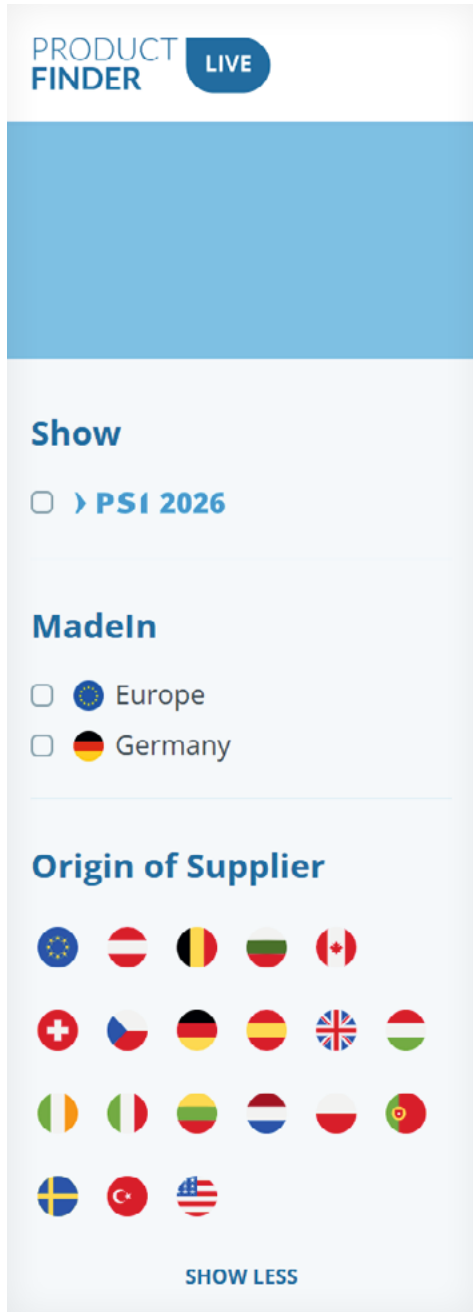 PRODUCT
FINDER
LIVE
Show
PSI 2026
MadeIn
Europe
Germany
Origin of Supplier
SHOW LESS